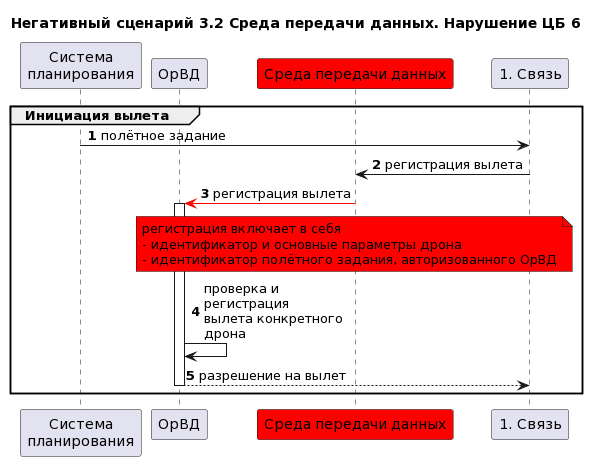 Негативный сценарий 3.2 Среда передачи данных. Нарушение ЦБ 6
Система
планирования
ОрВД
Среда передачи данных
1. Связь
Инициация вылета
1 полётное задание
2 регистрация вылета
3 регистрация вылета
регистрация включает в себя
- идентификатор и основные параметры дрона
- идентификатор полётного задания, авторизованного ОрВД
проверка и
регистрация
4 вылета конкретного
дрона
5 разрешение на вылет
Система
планирования
ОрВД
Среда передачи данных
1. Связь